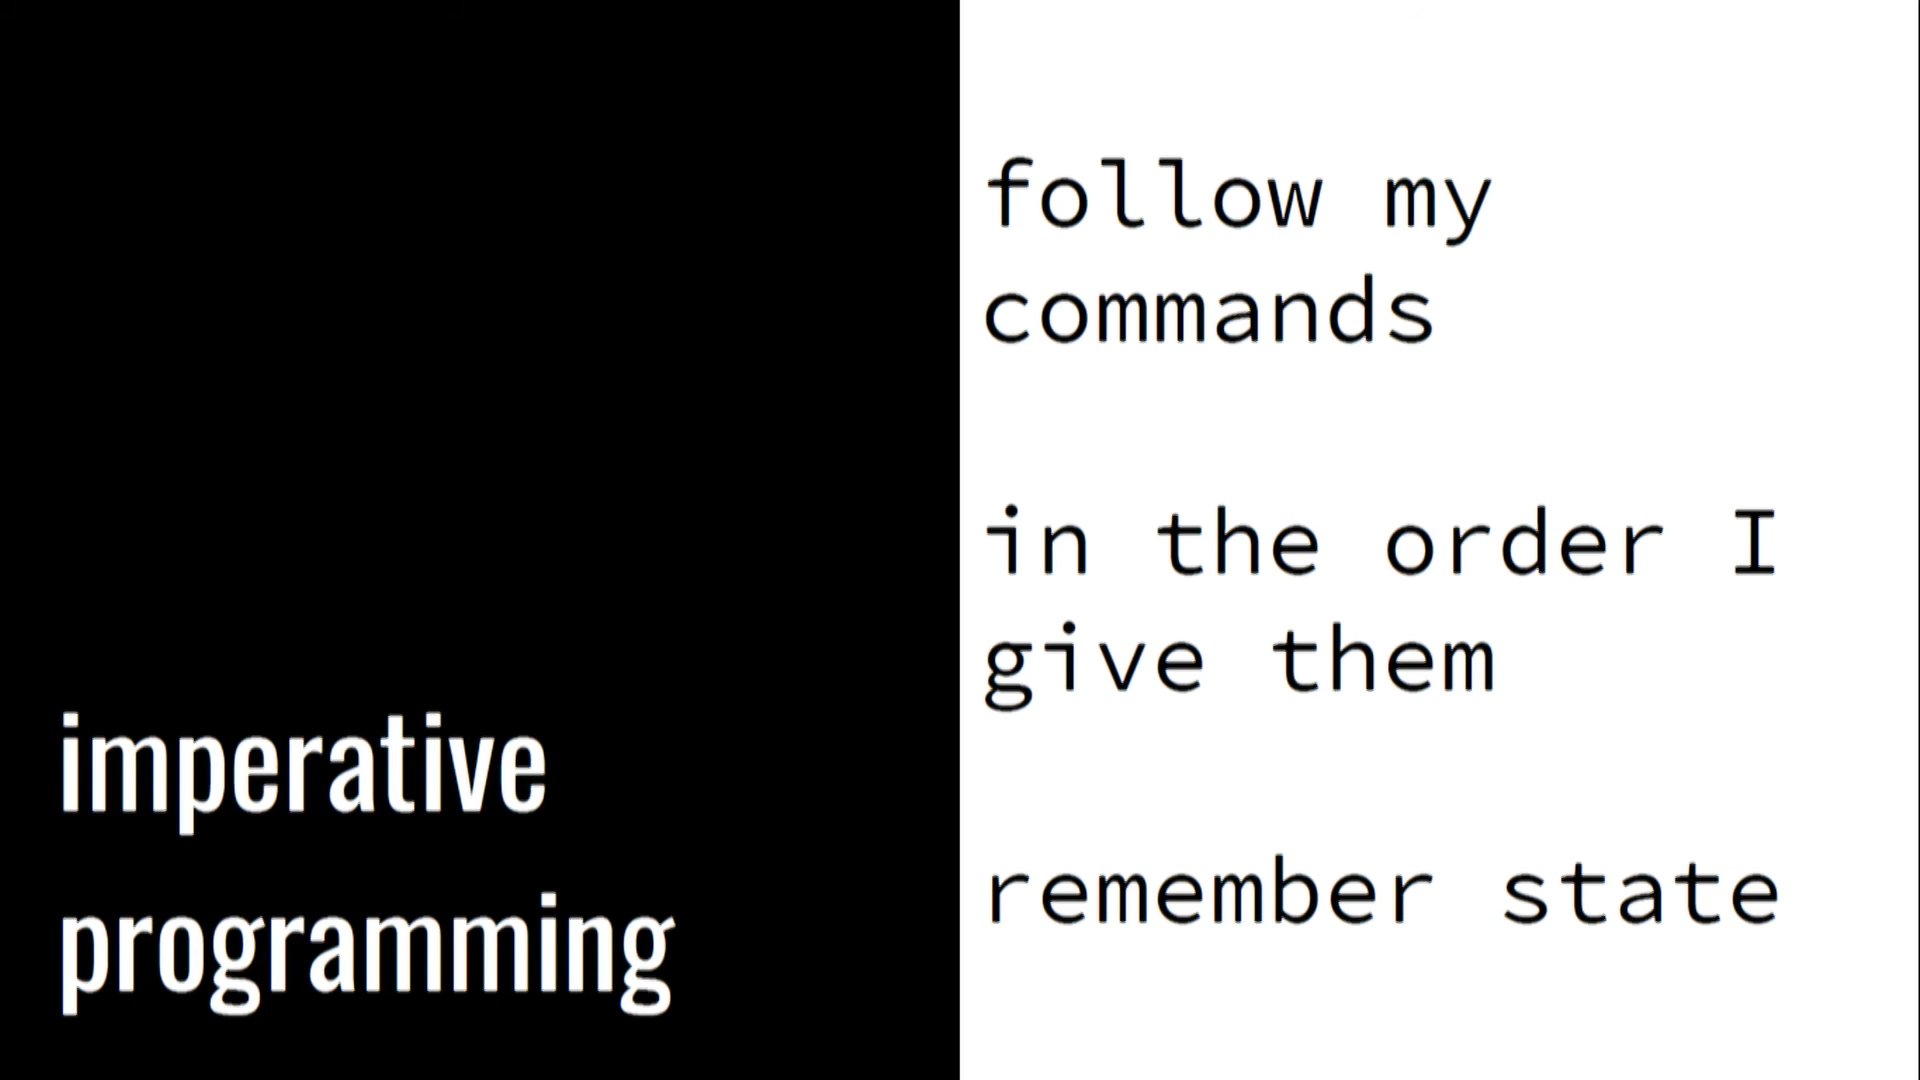 imperative
programming
follow my
commands
in the order I
give them
remember state